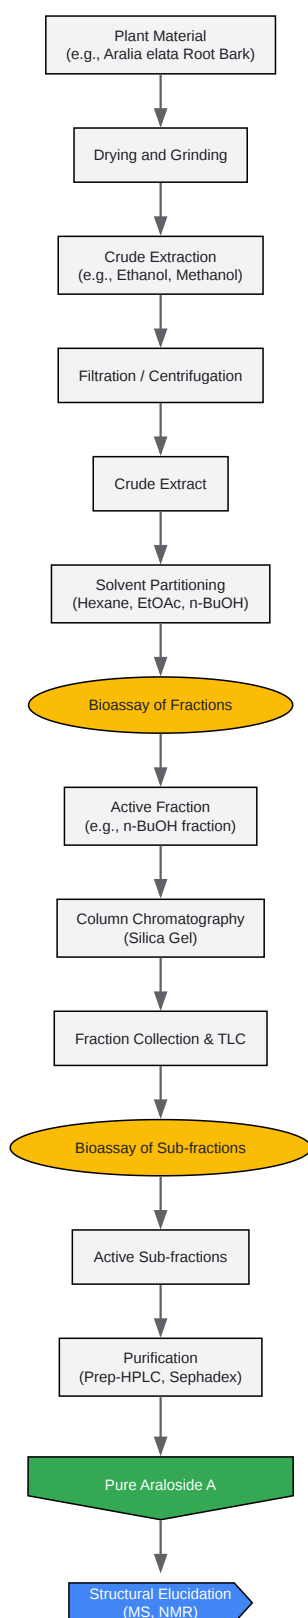 Plant Material
(e.g., Aralia elata Root Bark)
Drying and Grinding
Crude Extraction
(e.g., Ethanol, Methanol)
Filtration / Centrifugation
Crude Extract
Solvent Partitioning
(Hexane, EtOAc, n-BuOH)
Bioassay of Fractions
Active Fraction
(e.g., n-BuOH fraction)
Column Chromatography
(Silica Gel)
Fraction Collection & TLC
Bioassay of Sub-fractions
Active Sub-fractions
Purification
(Prep-HPLC, Sephadex)
Pure Araloside A
Structural Elucidation
(MS, NMR)